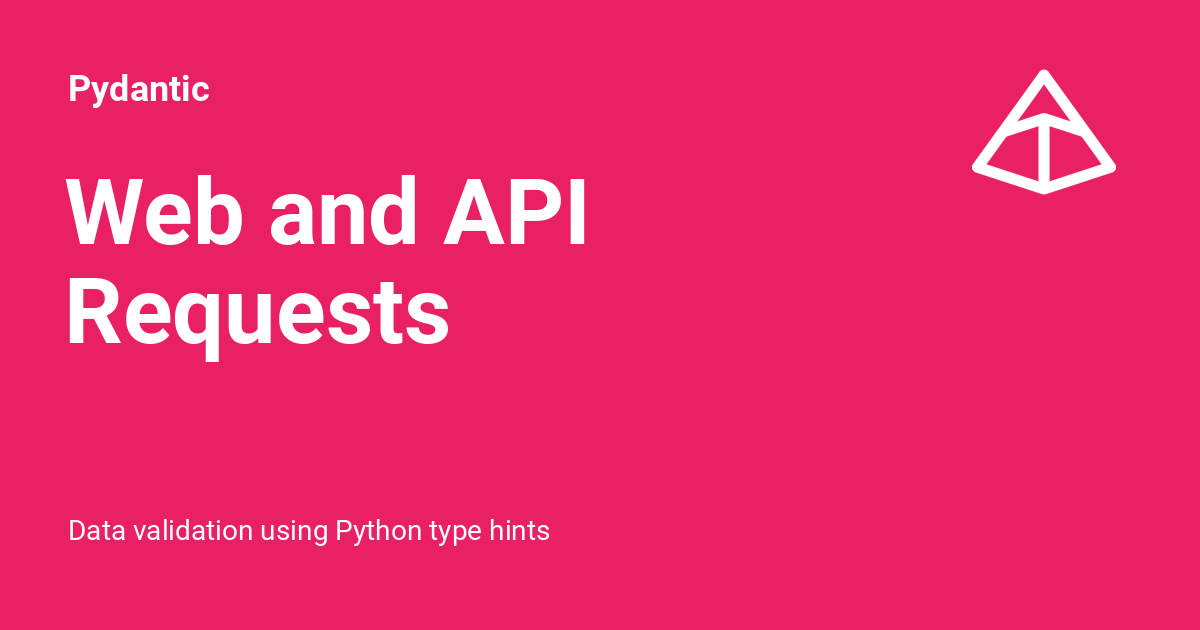 Pydantic
Web and API
Requests
Data validation using Python type hints